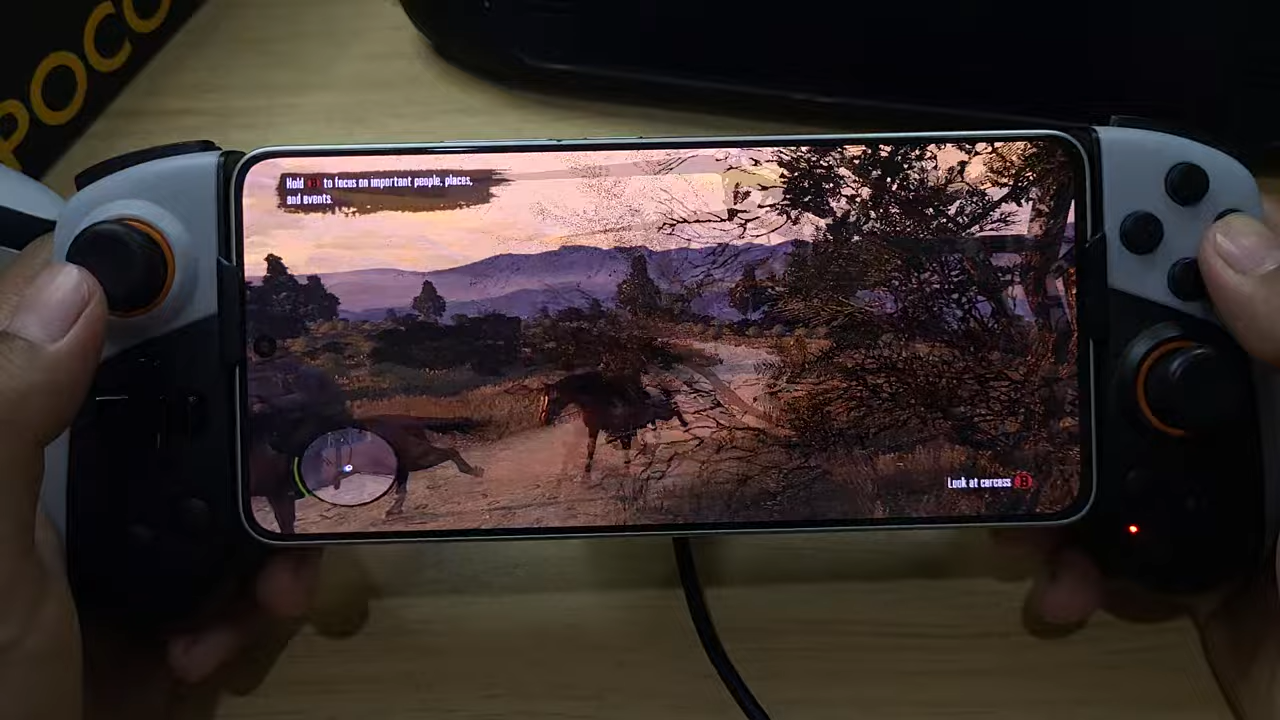 POCO
Hold B to focus on important people, places,
and events.
Look at carcass B